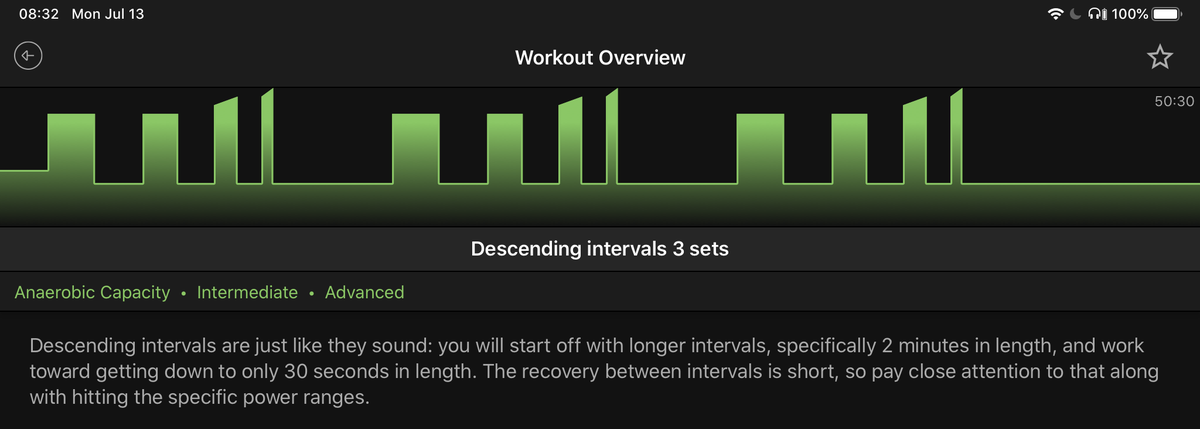 08:32 Mon Jul 13
100%
Workout Overview
50:30
Descending intervals 3 sets
Anaerobic Capacity • Intermediate • Advanced
Descending intervals are just like they sound: you will start off with longer intervals, specifically 2 minutes in length, and work
toward getting down to only 30 seconds in length. The recovery between intervals is short, so pay close attention to that along
with hitting the specific power ranges.